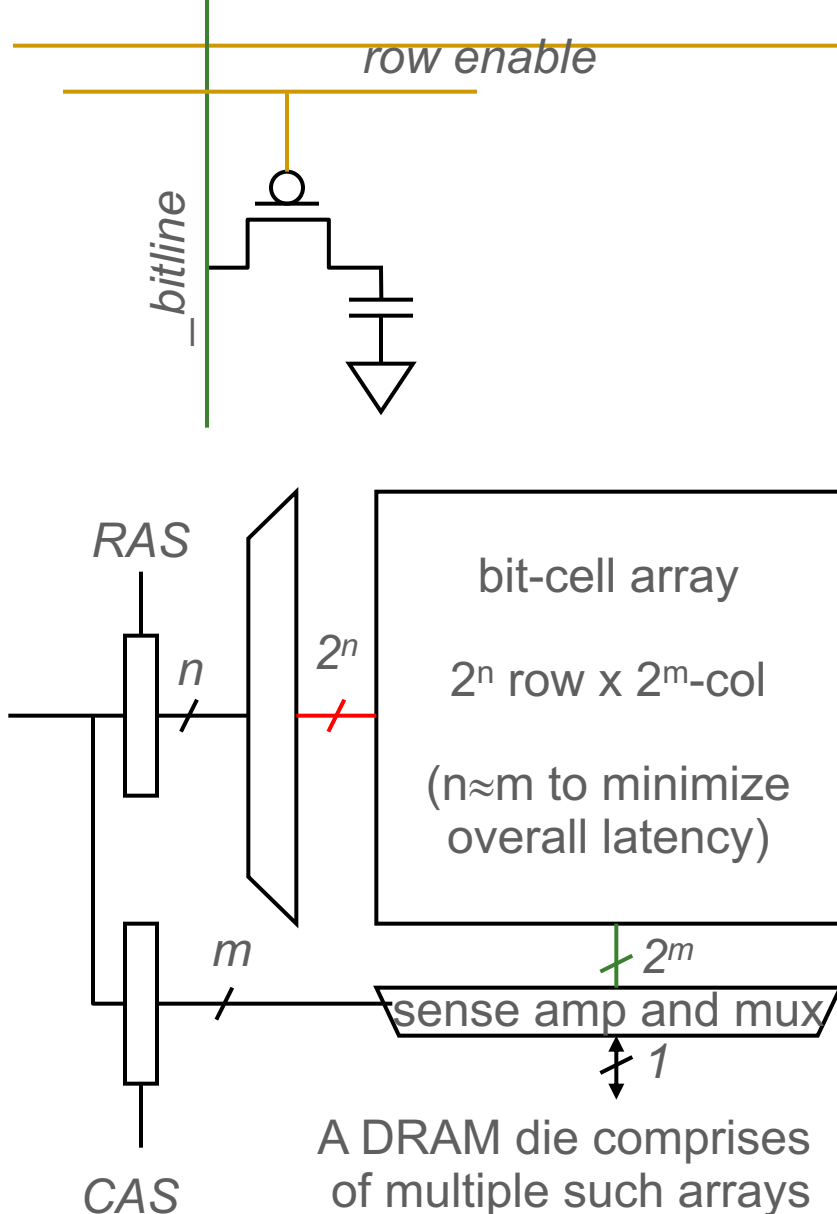 row enable
_bitline
RAS
n
2ⁿ
bit-cell array
2ⁿ row x 2ᵐ-col
(n≈m to minimize
overall latency)
m
2ᵐ
sense amp and mux
1
CAS
A DRAM die comprises
of multiple such arrays